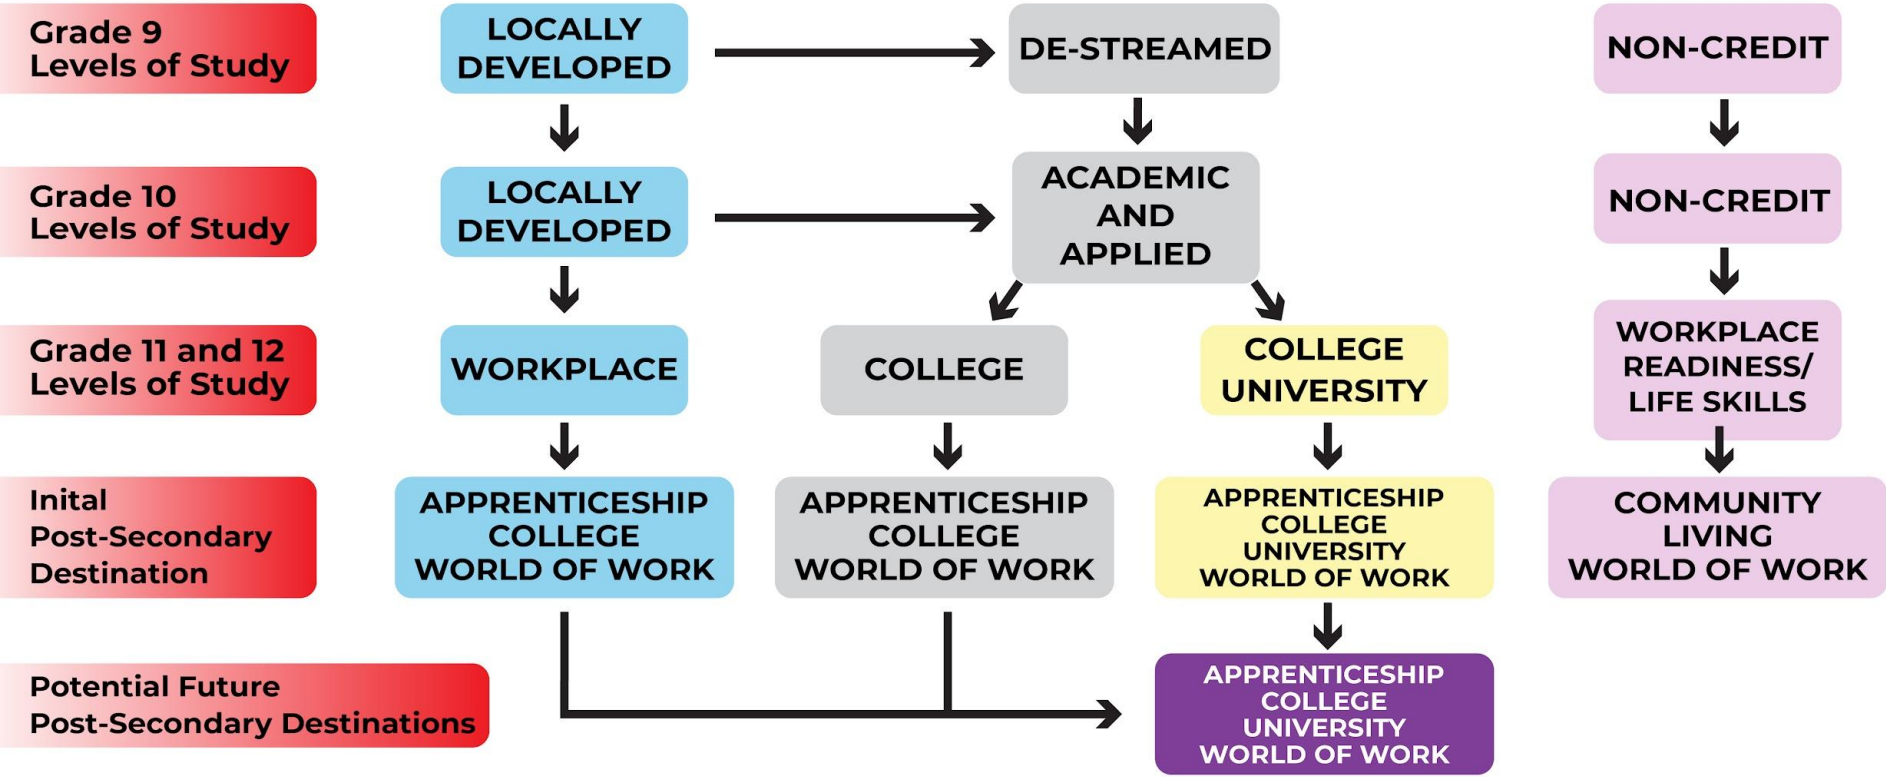 Grade 9
Levels of Study
LOCALLY
DEVELOPED
DE-STREAMED
NON-CREDIT
Grade 10
Levels of Study
LOCALLY
DEVELOPED
ACADEMIC
AND
APPLIED
NON-CREDIT
Grade 11 and 12
Levels of Study
WORKPLACE
COLLEGE
COLLEGE
UNIVERSITY
WORKPLACE
READINESS/
LIFE SKILLS
Inital
Post-Secondary
Destination
APPRENTICESHIP
COLLEGE
WORLD OF WORK
APPRENTICESHIP
COLLEGE
WORLD OF WORK
APPRENTICESHIP
COLLEGE
UNIVERSITY
WORLD OF WORK
COMMUNITY
LIVING
WORLD OF WORK
Potential Future
Post-Secondary Destinations
APPRENTICESHIP
COLLEGE
UNIVERSITY
WORLD OF WORK